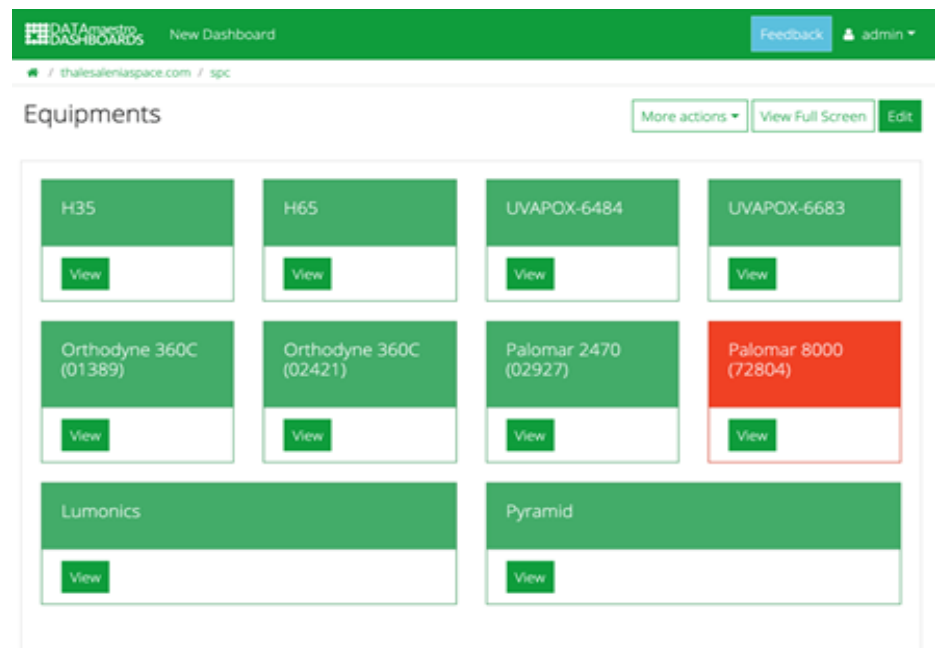 DATAmaestro
DASHBOARDS
New Dashboard
Feedback
admin
/ thalesaleniaspace.com / spc
Equipments
More actions
View Full Screen
Edit
H35
H65
UVAPOX-6484
UVAPOX-6683
View
View
View
View
Orthodyne 360C
(01389)
Orthodyne 360C
(02421)
Palomar 2470
(02927)
Palomar 8000
(72804)
View
View
View
View
Lumonics
Pyramid
View
View